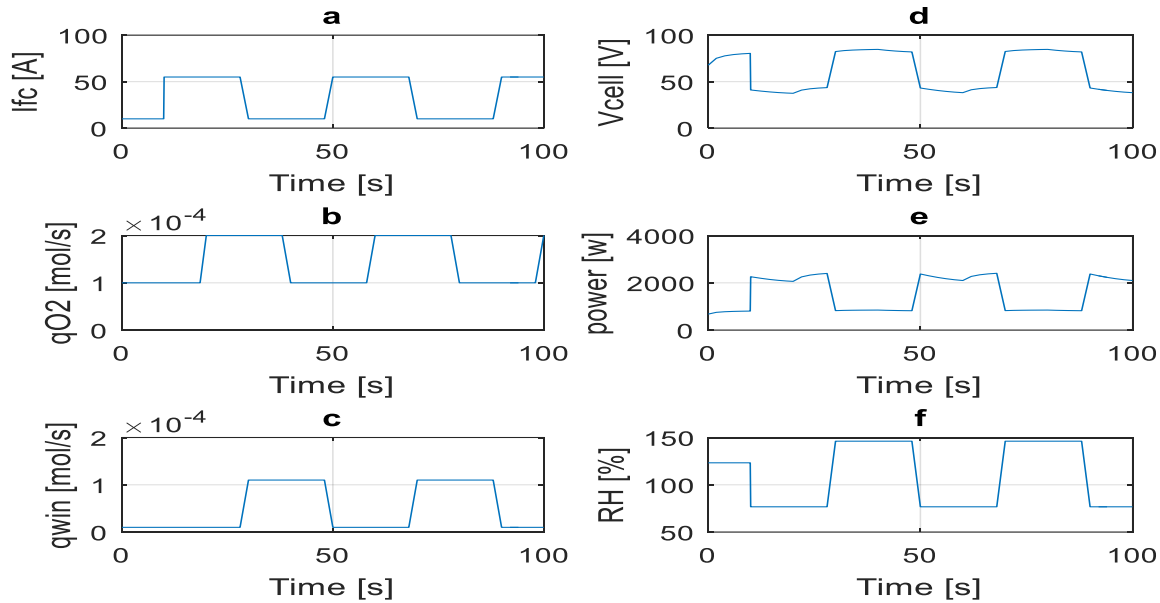 a
Ifc [A]
100
50
0
0 50 100
Time [s]
b
× 10-4
qO2 [mol/s]
2
1
0
0 50 100
Time [s]
c
× 10-4
qwin [mol/s]
2
1
0
0 50 100
Time [s]
d
Vcell [V]
100
50
0
0 50 100
Time [s]
e
power [w]
4000
2000
0
0 50 100
Time [s]
f
RH [%]
150
100
50
0 50 100
Time [s]